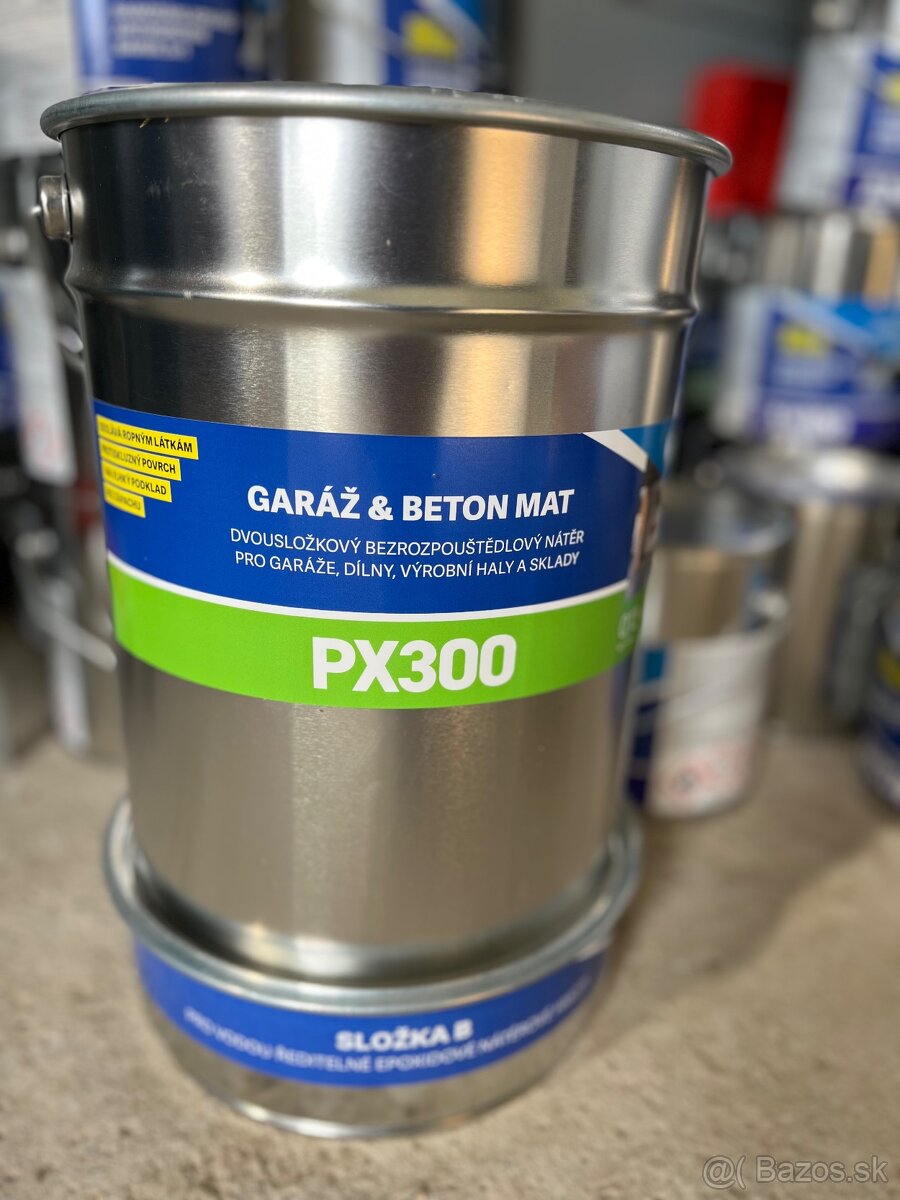 ROPNÝM LÁTKÁM
PROTISKLUZNÝ POVRCH
PODKLAD
GARÁŽ & BETON MAT
DVOUSLOŽKOVÝ BEZROZPOUŠTĚDLOVÝ NÁTĚR
PRO GARÁŽE, DÍLNY, VÝROBNÍ HALY A SKLADY
PX300
SLOŽKA B
PRO VODOU ŘEDITELNÉ EPOXIDOVÉ
@( Bazos.sk